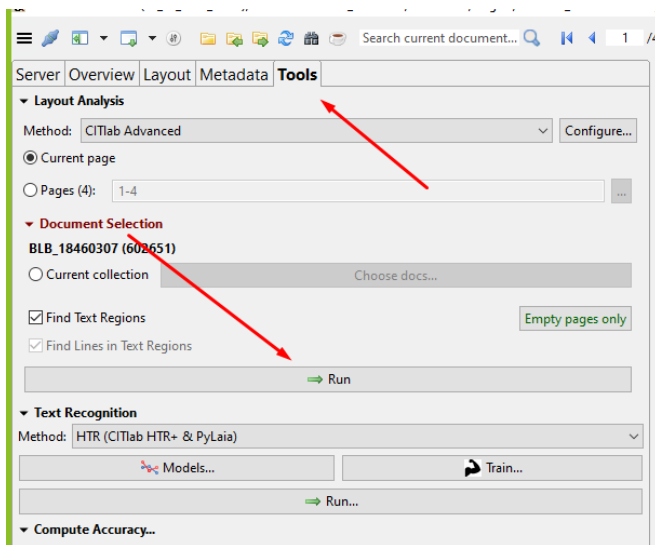 Search current document...
1
Server Overview Layout Metadata Tools
Layout Analysis
Method: CITlab Advanced Configure...
Current page
Pages (4): 1-4 ...
Document Selection
BLB_18460307 (602651)
Current collection Choose docs...
Find Text Regions Empty pages only
Find Lines in Text Regions
Run
Text Recognition
Method: HTR (CITlab HTR+ & PyLaia)
Models... Train...
Run...
Compute Accuracy...